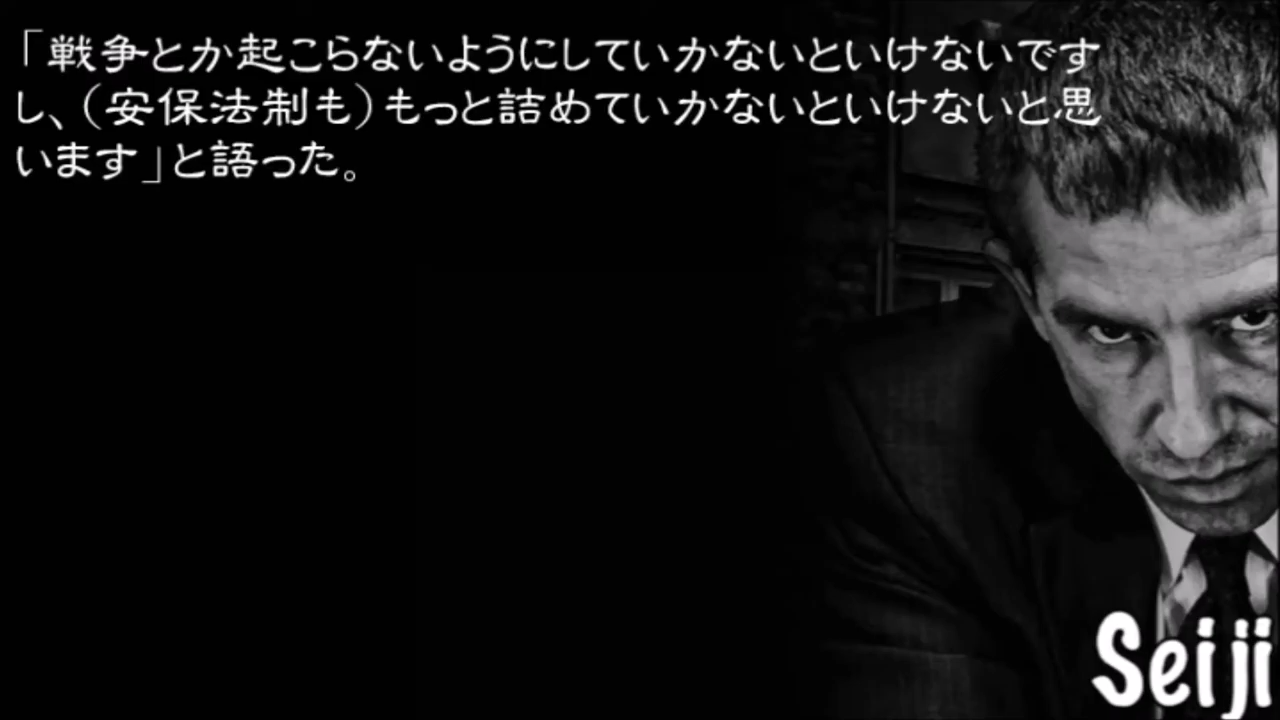 「戦争とか起こらないようにしていかないといけないです
し、（安保法制も）もっと詰めていかないといけないと思
います」と語った。
Seiji